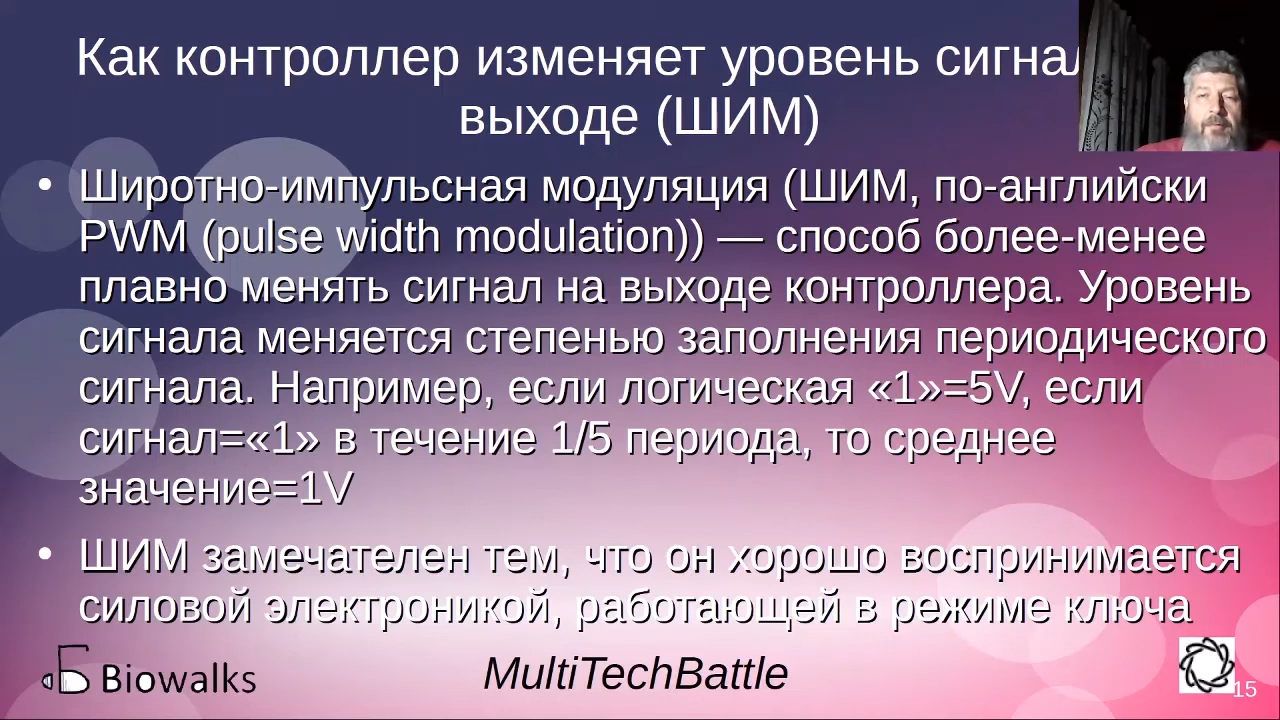 Как контроллер изменяет уровень
выходе (ШИМ)
• Широтно-импульсная модуляция (ШИМ, по-английски
PWM (pulse width modulation)) — способ более-менее
плавно менять сигнал на выходе контроллера. Уровень
сигнала меняется степенью заполнения периодического
сигнала. Например, если логическая «1»=5V, если
сигнал=«1» в течение 1/5 периода, то среднее
значение=1V
• ШИМ замечателен тем, что он хорошо воспринимается
силовой электроникой, работающей в режиме ключа
Biowalks
MultiTechBattle
15